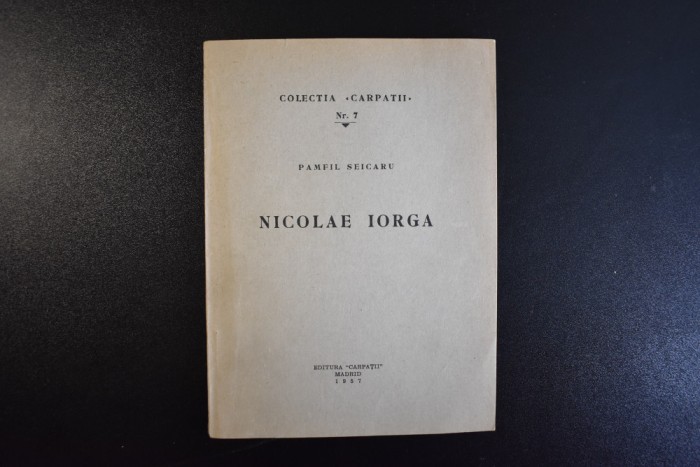 COLECTIA «CARPATII»
Nr. 7
PAMFIL SEICARU
NICOLAE IORGA
EDITURA "CARPAȚII"
MADRID
1957